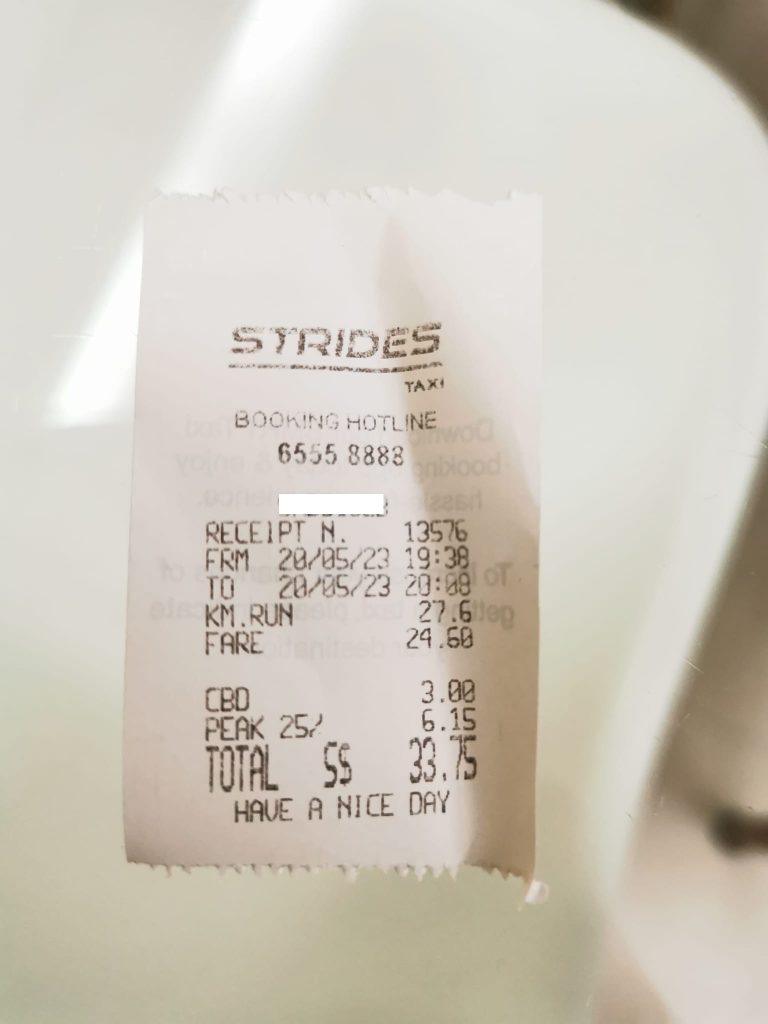 STRIDES
TAXI
BOOKING HOTLINE
6555 8888
RECEIPT N. 13576
FRM 20/05/23 19:38
TO 20/05/23 20:08
KM.RUN 27.6
FARE 24.60
CBD 3.00
PEAK 25% 6.15
TOTAL S$ 33.75
HAVE A NICE DAY